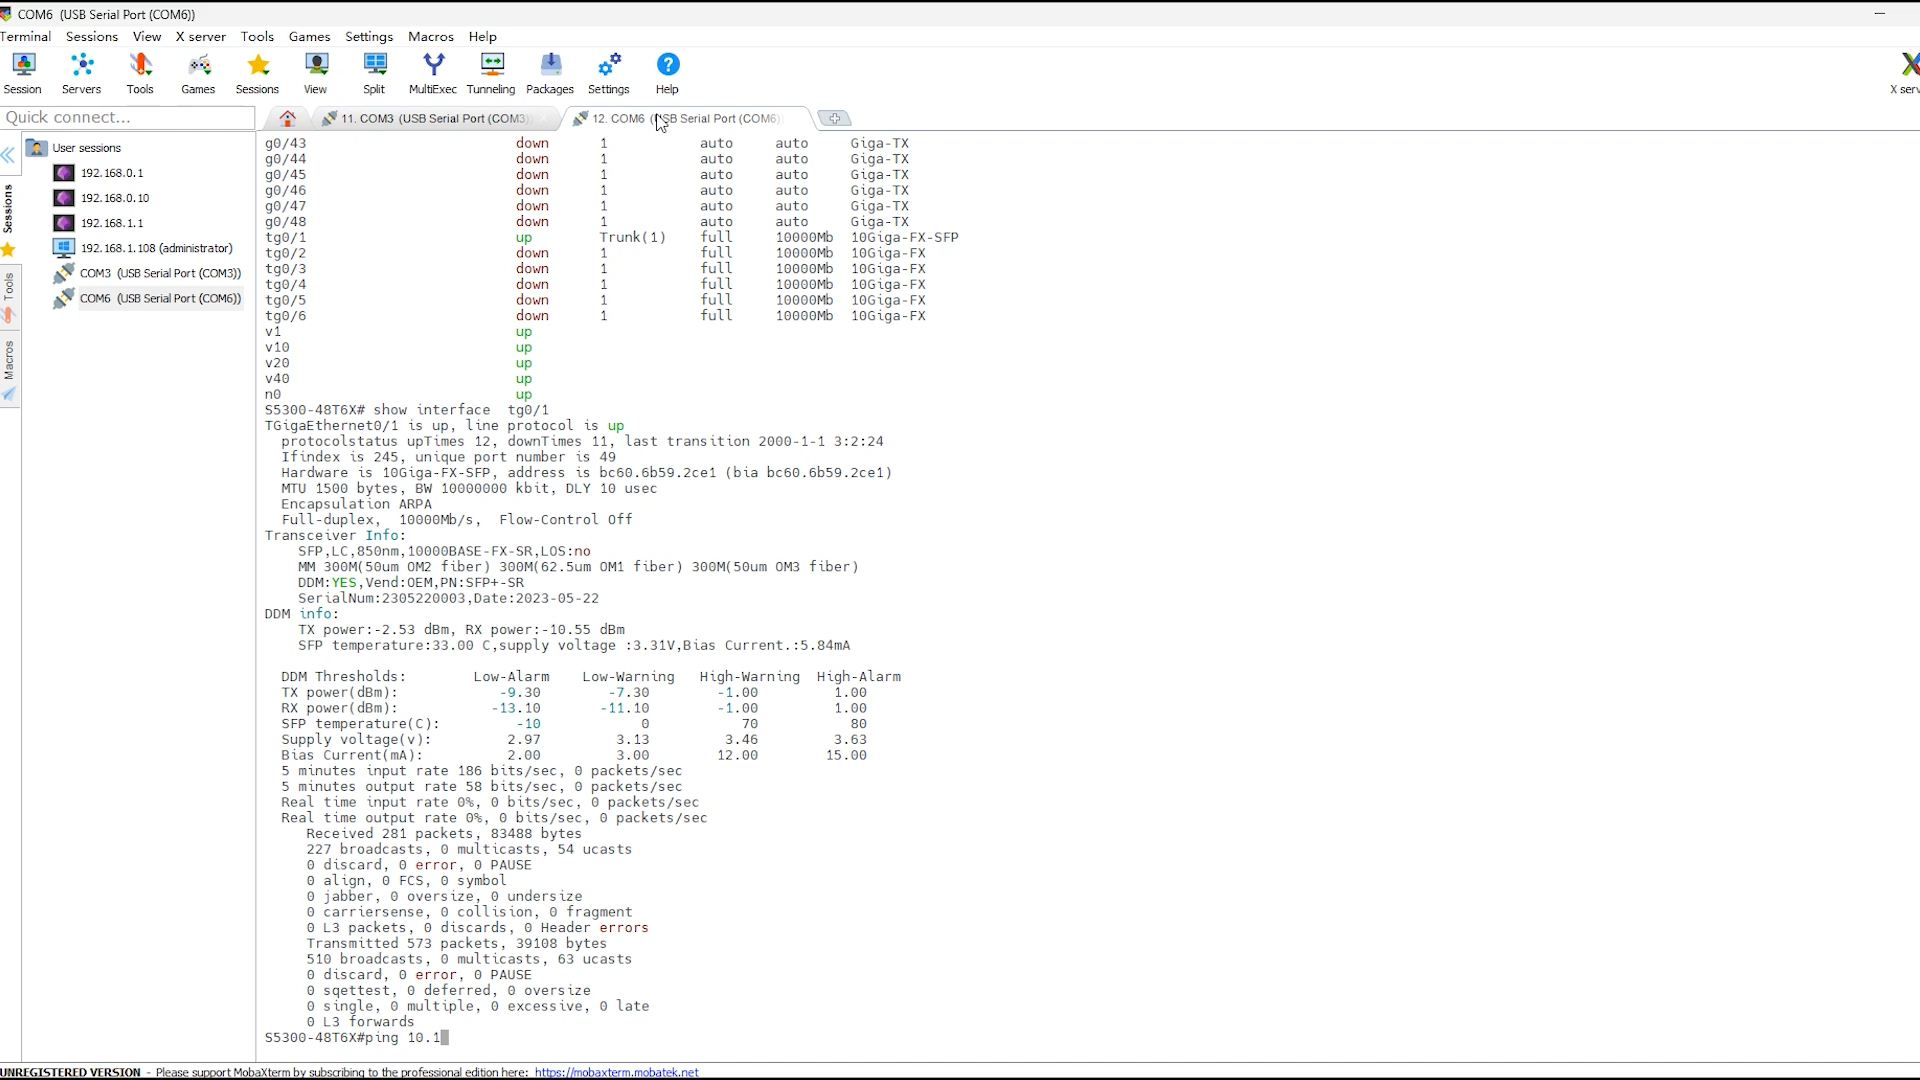 COM6 (USB Serial Port (COM6))
Terminal Sessions View X server Tools Games Settings Macros Help
Session Servers Tools Games Sessions View Split MultiExec Tunneling Packages Settings Help X serv
Quick connect...
11. COM3 (USB Serial Port (COM3) 12. COM6 (USB Serial Port (COM6)
User sessions
192.168.0.1
192.168.0.10
192.168.1.1
192.168.1.108 (administrator)
COM3 (USB Serial Port (COM3))
COM6 (USB Serial Port (COM6))
Sessions
Tools
Macros
g0/43 down 1 auto auto Giga-TX
g0/44 down 1 auto auto Giga-TX
g0/45 down 1 auto auto Giga-TX
g0/46 down 1 auto auto Giga-TX
g0/47 down 1 auto auto Giga-TX
g0/48 down 1 auto auto Giga-TX
tg0/1 up Trunk(1) full 10000Mb 10Giga-FX-SFP
tg0/2 down 1 full 10000Mb 10Giga-FX
tg0/3 down 1 full 10000Mb 10Giga-FX
tg0/4 down 1 full 10000Mb 10Giga-FX
tg0/5 down 1 full 10000Mb 10Giga-FX
tg0/6 down 1 full 10000Mb 10Giga-FX
v1 up
v10 up
v20 up
v40 up
n0 up
S5300-48T6X# show interface tg0/1
TGigaEthernet0/1 is up, line protocol is up
protocolstatus upTimes 12, downTimes 11, last transition 2000-1-1 3:2:24
Ifindex is 245, unique port number is 49
Hardware is 10Giga-FX-SFP, address is bc60.6b59.2ce1 (bia bc60.6b59.2ce1)
MTU 1500 bytes, BW 10000000 kbit, DLY 10 usec
Encapsulation ARPA
Full-duplex, 10000Mb/s, Flow-Control Off
Transceiver Info:
SFP,LC,850nm,10000BASE-FX-SR,LOS:no
MM 300M(50um OM2 fiber) 300M(62.5um OM1 fiber) 300M(50um OM3 fiber)
DDM:YES,Vend:OEM,PN:SFP+-SR
SerialNum:2305220003,Date:2023-05-22
DDM info:
TX power:-2.53 dBm, RX power:-10.55 dBm
SFP temperature:33.00 C,supply voltage :3.31V,Bias Current.:5.84mA
DDM Thresholds: Low-Alarm Low-Warning High-Warning High-Alarm
TX power(dBm): -9.30 -7.30 -1.00 1.00
RX power(dBm): -13.10 -11.10 -1.00 1.00
SFP temperature(C): -10 0 70 80
Supply voltage(v): 2.97 3.13 3.46 3.63
Bias Current(mA): 2.00 3.00 12.00 15.00
5 minutes input rate 186 bits/sec, 0 packets/sec
5 minutes output rate 58 bits/sec, 0 packets/sec
Real time input rate 0%, 0 bits/sec, 0 packets/sec
Real time output rate 0%, 0 bits/sec, 0 packets/sec
Received 281 packets, 83488 bytes
227 broadcasts, 0 multicasts, 54 ucasts
0 discard, 0 error, 0 PAUSE
0 align, 0 FCS, 0 symbol
0 jabber, 0 oversize, 0 undersize
0 carriersense, 0 collision, 0 fragment
0 L3 packets, 0 discards, 0 Header errors
Transmitted 573 packets, 39108 bytes
510 broadcasts, 0 multicasts, 63 ucasts
0 discard, 0 error, 0 PAUSE
0 sqettest, 0 deferred, 0 oversize
0 single, 0 multiple, 0 excessive, 0 late
0 L3 forwards
S5300-48T6X#ping 10.1
UNREGISTERED VERSION - Please support MobaXterm by subscribing to the professional edition here: https://mobaxterm.mobatek.net